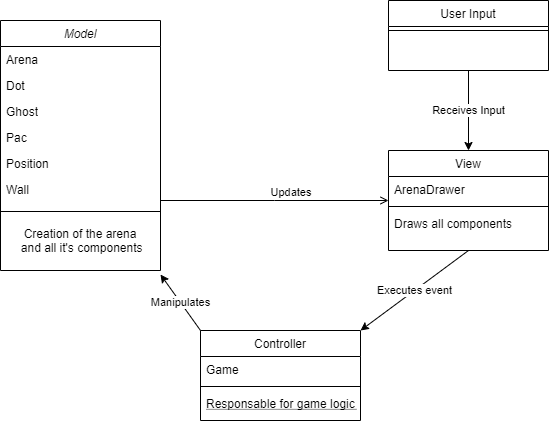 Model
Arena
Dot
Ghost
Pac
Position
Wall
Creation of the arena
and all it's components
User Input
Receives Input
View
ArenaDrawer
Draws all components
Updates
Executes event
Manipulates
Controller
Game
Responsable for game logic